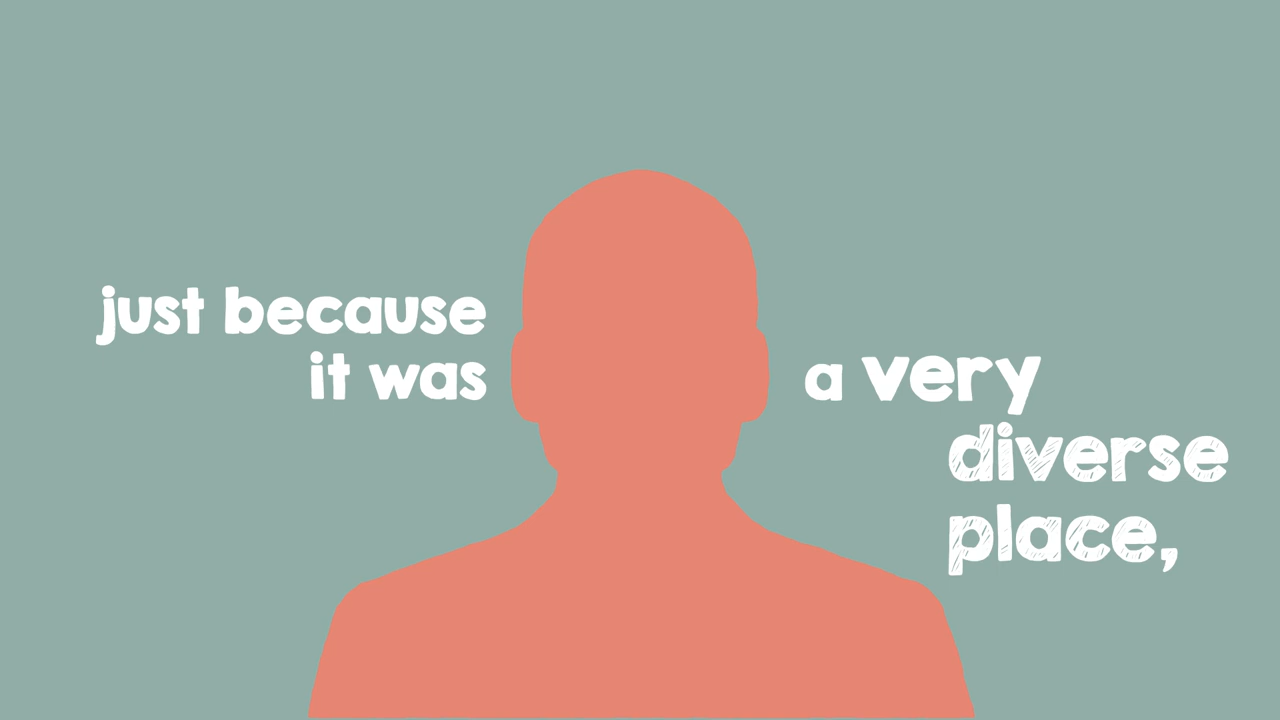 just because
it was
a very
diverse
place,